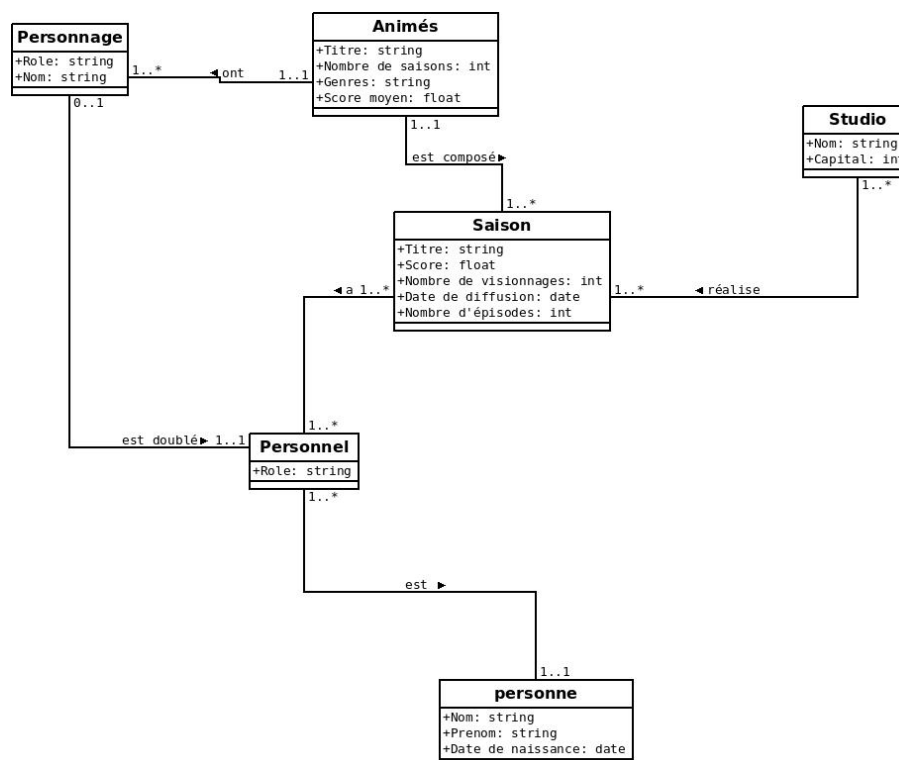 Personnage
+Role: string
+Nom: string
1..*
ont
1..1
0..1
Animés
+Titre: string
+Nombre de saisons: int
+Genres: string
+Score moyen: float
1..1
est composé
1..*
Studio
+Nom: string
+Capital: int
1..*
Saison
+Titre: string
+Score: float
+Nombre de visionnages: int
+Date de diffusion: date
+Nombre d'épisodes: int
a 1..*
1..*
réalise
1..*
est doublé
1..1
Personnel
+Role: string
1..*
est
1..1
personne
+Nom: string
+Prenom: string
+Date de naissance: date